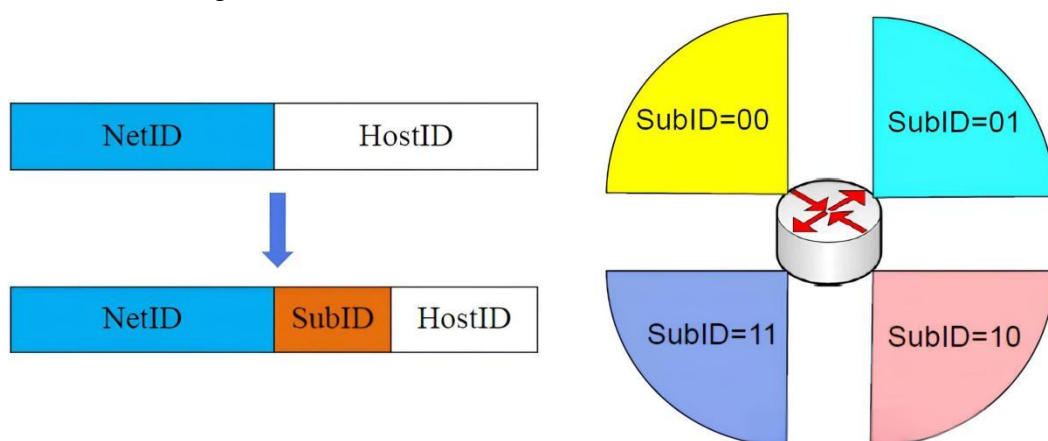 NetID HostID
NetID SubID HostID
SubID=00
SubID=01
SubID=11
SubID=10